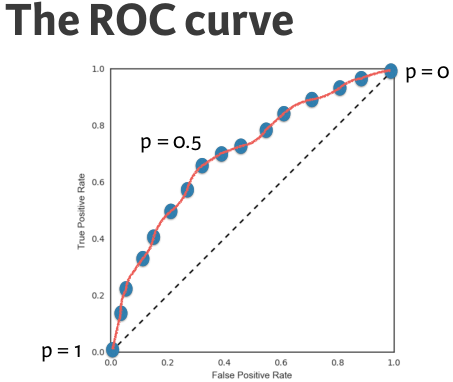 The ROC curve
1.0
p = 0
0.8
p = 0.5
0.6
True Positive Rate
0.4
0.2
p = 1
0.0
0.0 0.2 0.4 0.6 0.8 1.0
False Positive Rate